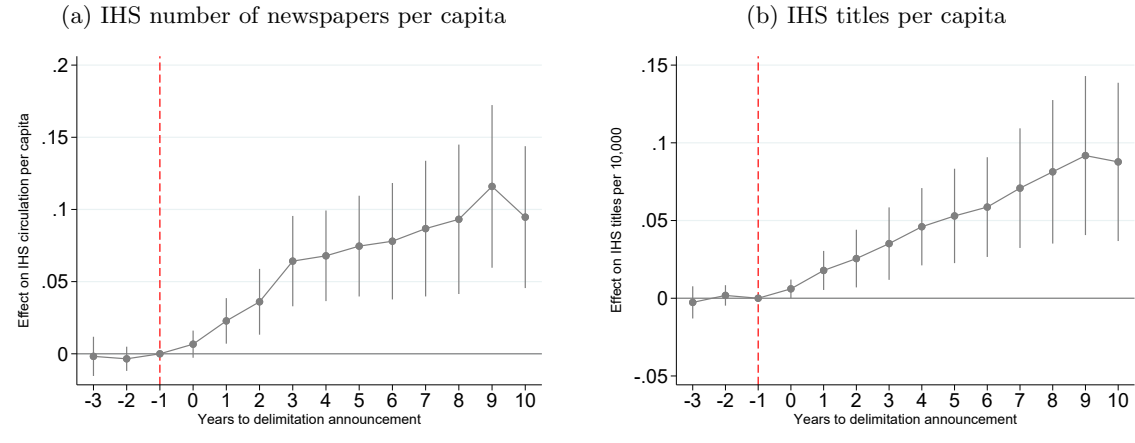 (a) IHS number of newspapers per capita
Effect on IHS circulation per capita
.2
.15
.1
.05
0
-3 -2 -1 0 1 2 3 4 5 6 7 8 9 10
Years to delimitation announcement
(b) IHS titles per capita
Effect on IHS titles per 10,000
.15
.1
.05
0
-.05
-3 -2 -1 0 1 2 3 4 5 6 7 8 9 10
Years to delimitation announcement